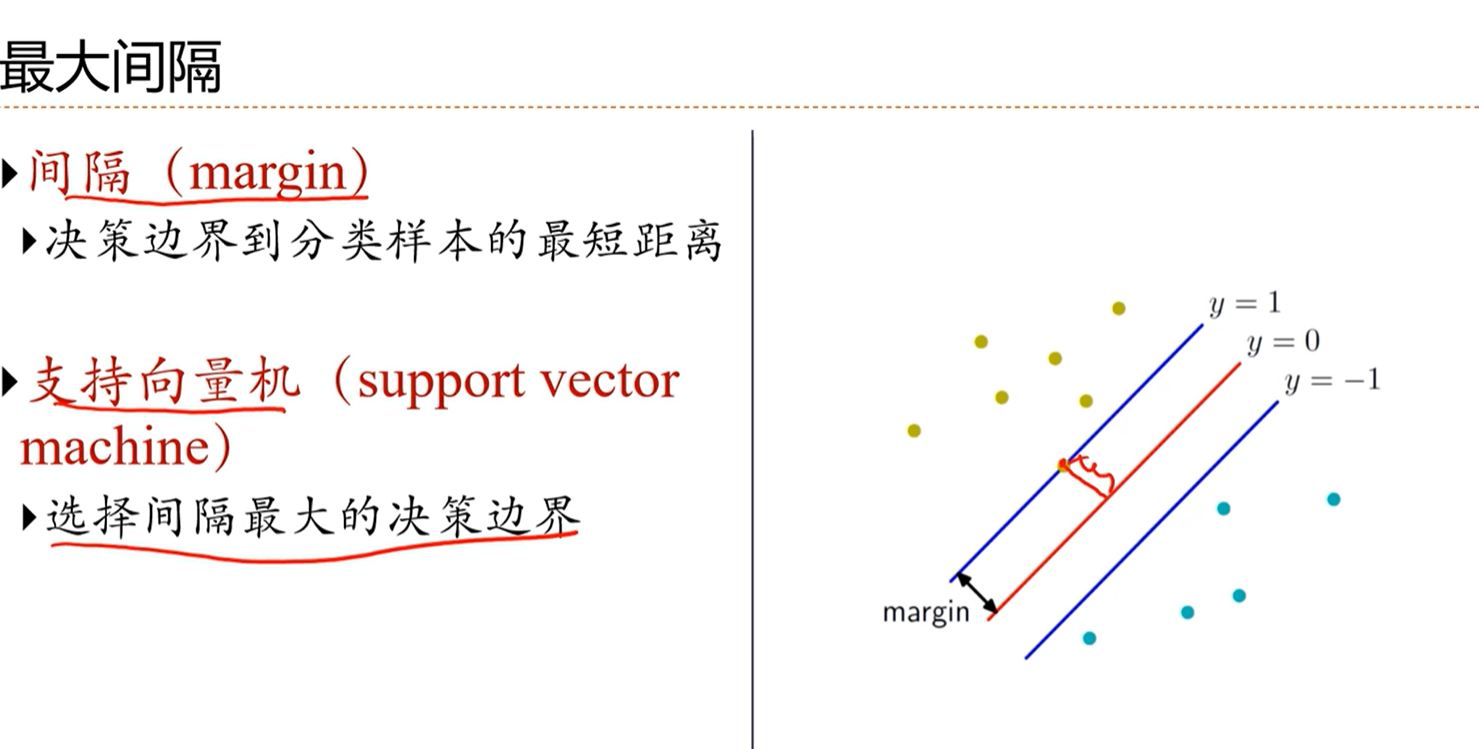 最大间隔
间隔（margin）
决策边界到分类样本的最短距离
支持向量机（support vector
machine）
选择间隔最大的决策边界
y = 1
y = 0
y = −1
margin